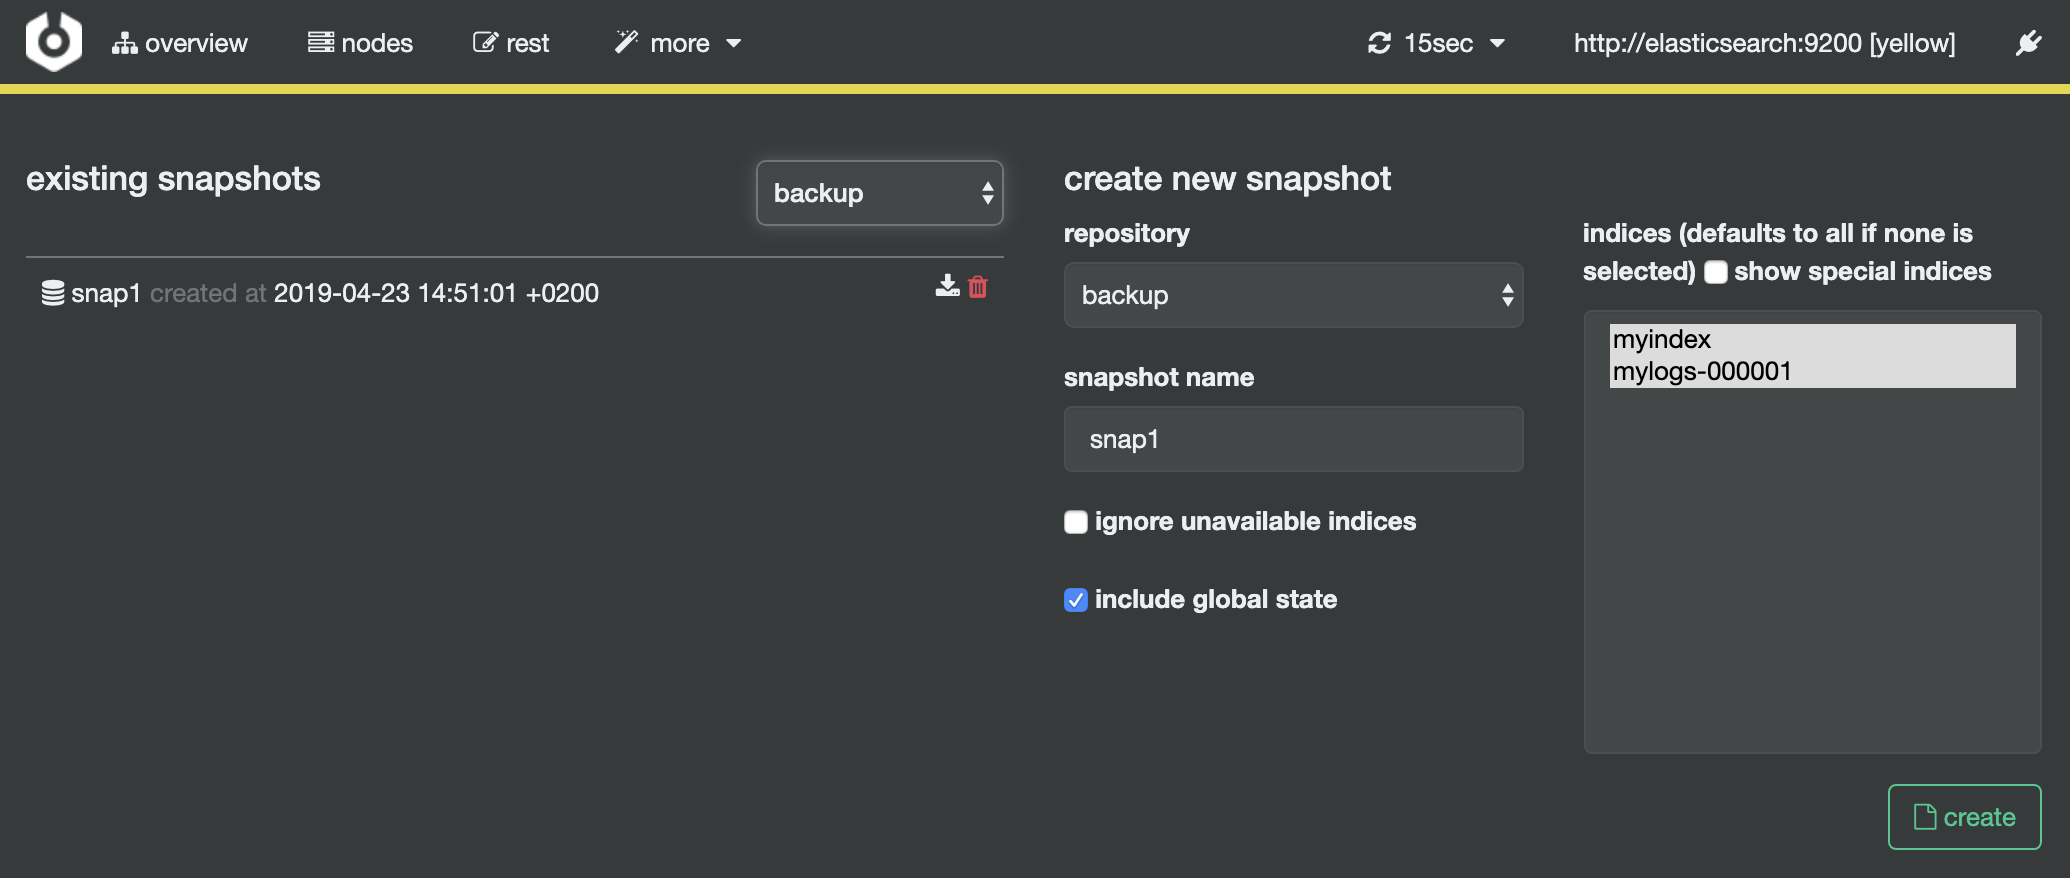 overview nodes rest more 15sec http://elasticsearch:9200 [yellow]
existing snapshots
backup
snap1 created at 2019-04-23 14:51:01 +0200
create new snapshot
repository
backup
snapshot name
snap1
ignore unavailable indices
include global state
indices (defaults to all if none is
selected) show special indices
myindex
mylogs-000001
create